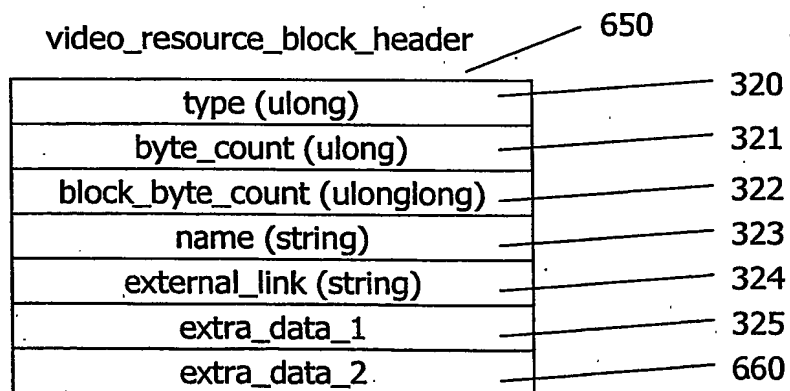 video_resource_block_header 650
type (ulong) 320
byte_count (ulong) 321
block_byte_count (ulonglong) 322
name (string) 323
external_link (string) 324
extra_data_1 325
extra_data_2 660